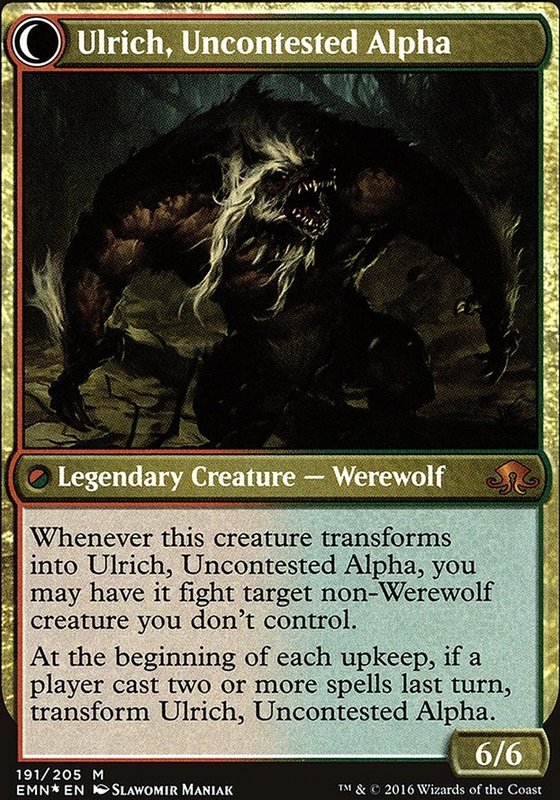 Ulrich, Uncontested Alpha
Legendary Creature — Werewolf
Whenever this creature transforms
into Ulrich, Uncontested Alpha, you
may have it fight target non-Werewolf
creature you don't control.
At the beginning of each upkeep, if a
player cast two or more spells last turn,
transform Ulrich, Uncontested Alpha.
6/6
191/205 M
EMN★EN Slawomir Maniak
™ & © 2016 Wizards of the Coast